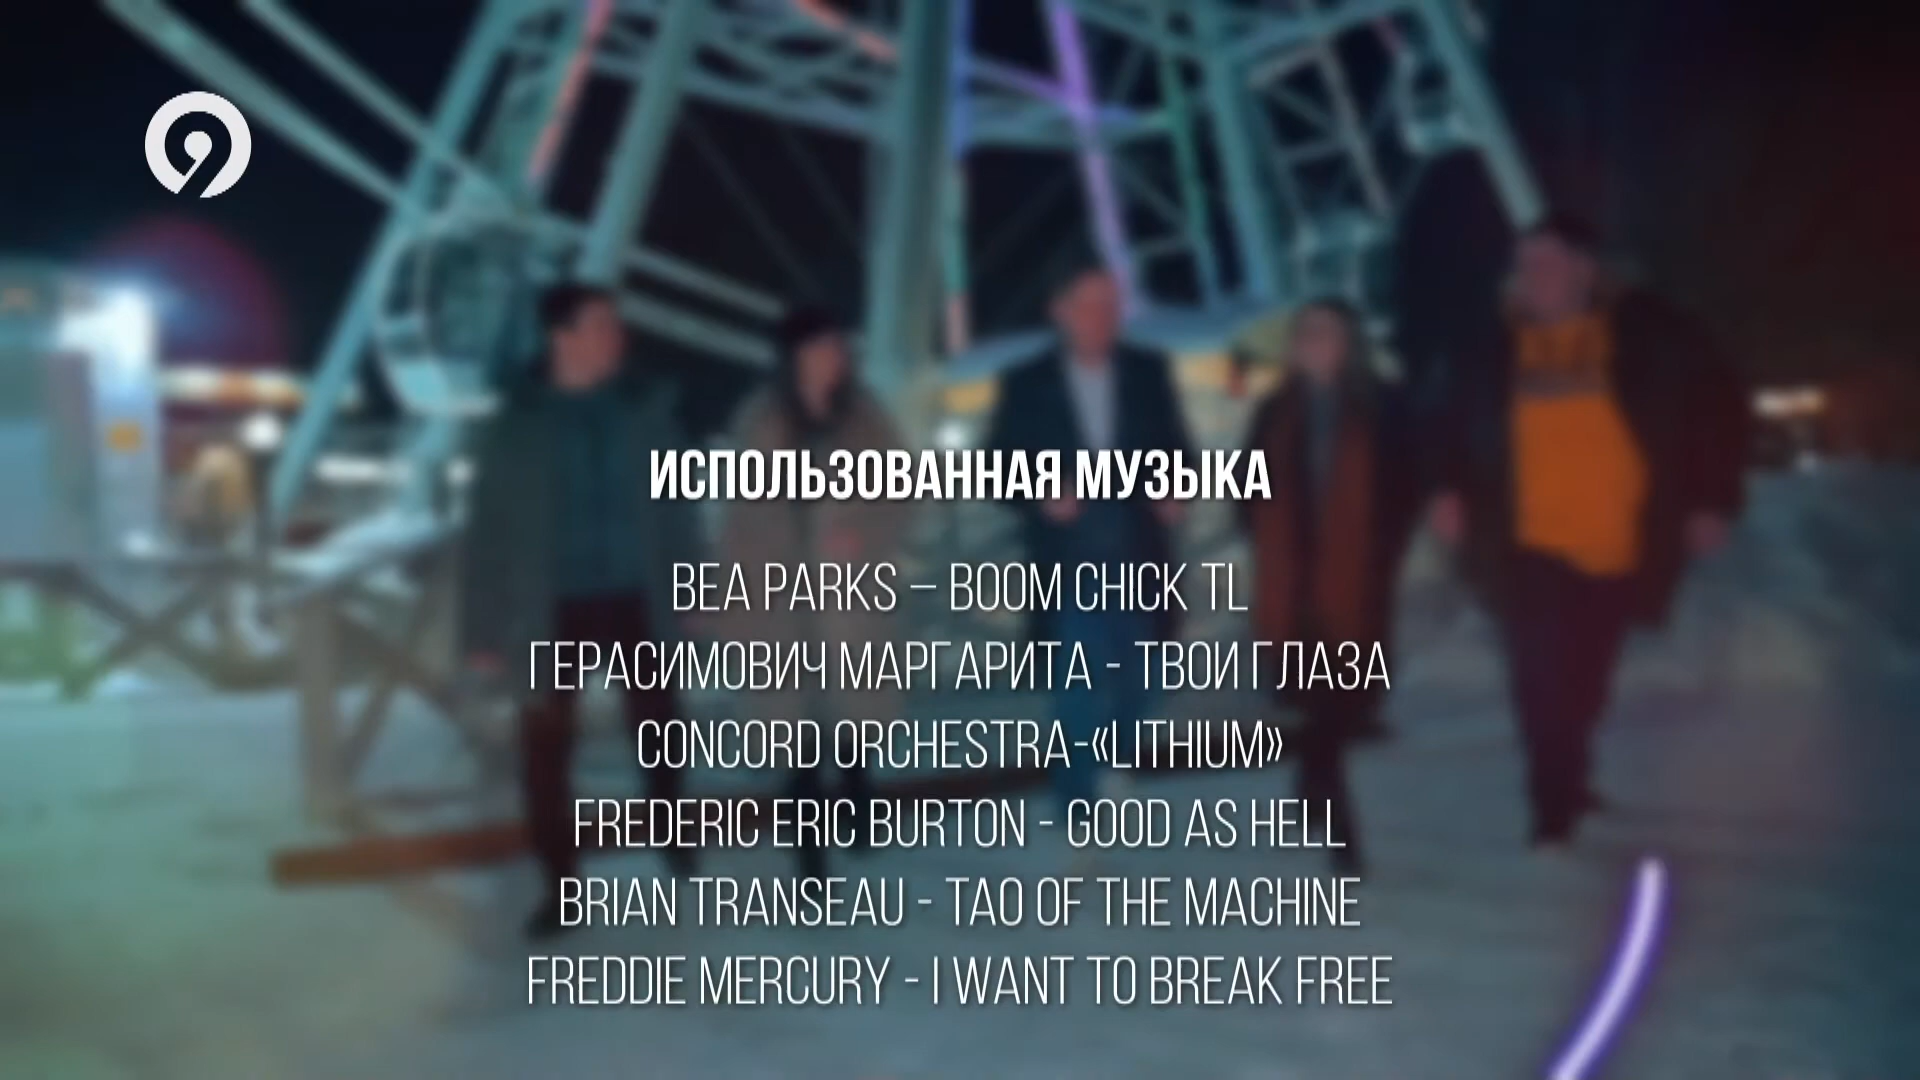 ИСПОЛЬЗОВАННАЯ МУЗЫКА
BEA PARKS – BOOM CHICK TL
ГЕРАСИМОВИЧ МАРГАРИТА - ТВОИ ГЛАЗА
CONCORD ORCHESTRA-«LITHIUM»
FREDERIC ERIC BURTON - GOOD AS HELL
BRIAN TRANSEAU - TAO OF THE MACHINE
FREDDIE MERCURY - I WANT TO BREAK FREE